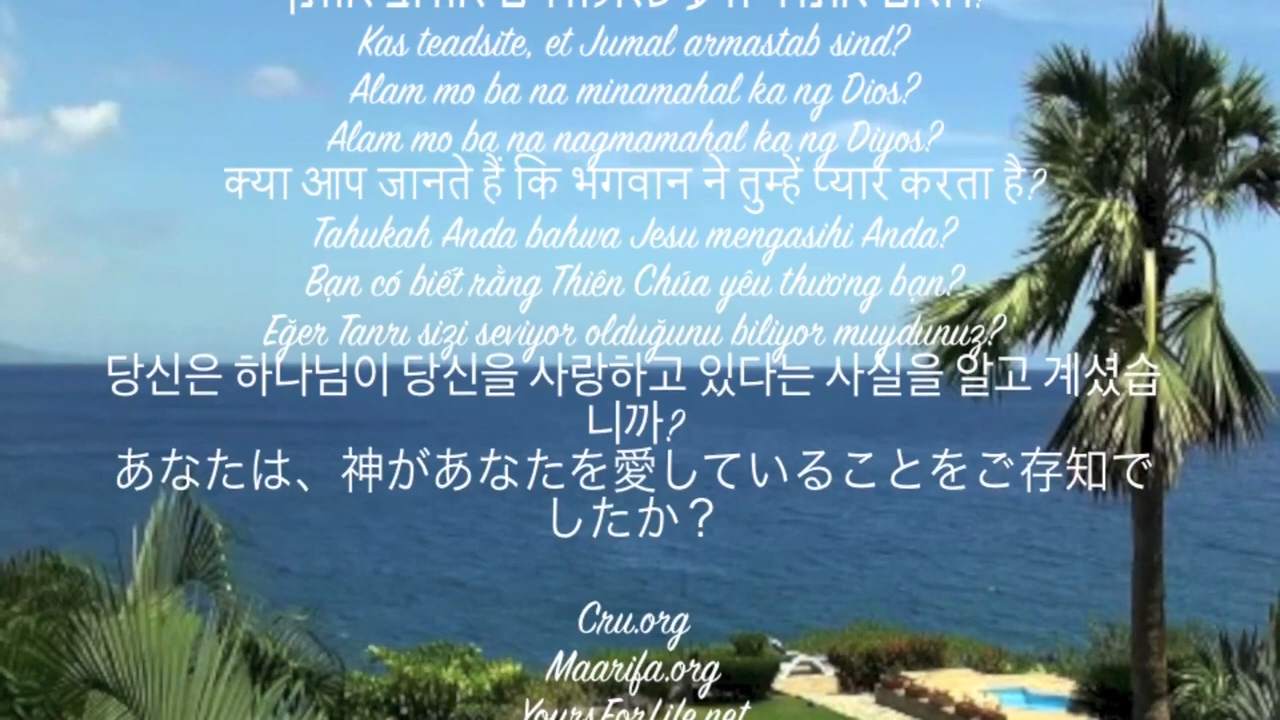 Kas teadsite, et Jumal armastab sind?
Alam mo ba na minamahal ka ng Dios?
Alam mo ba na nagmamahal ka ng Diyos?
क्या आप जानते हैं कि भगवान ने तुम्हें प्यार करता है?
Tahukah Anda bahwa Jesu mengasihi Anda?
Bạn có biết rằng Thiên Chúa yêu thương bạn?
Eğer Tanrı sizi seviyor olduğunu biliyor muydunuz?
당신은 하나님이 당신을 사랑하고 있다는 사실을 알고 계셨습
니까?
あなたは、神があなたを愛していることをご存知で
したか？
Cru.org
Maarifa.org
YoursForLife.net